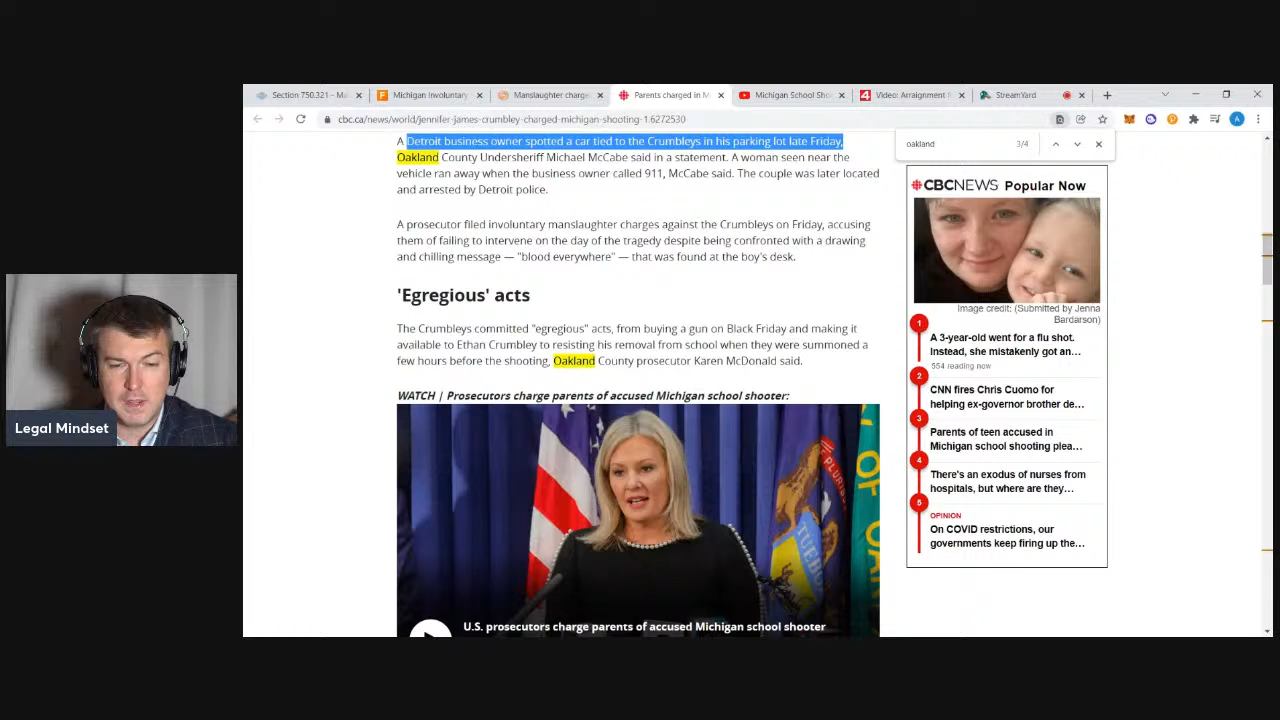 Section 750.321 – Ma
Michigan Involuntary
Manslaughter charge
Parents charged in M
Michigan School Sho
Video: Arraignment f
StreamYard
cbc.ca/news/world/jennifer-james-crumbley-charged-michigan-shooting-1.6272530
A
oakland
3/4
A Detroit business owner spotted a car tied to the Crumbleys in his parking lot late Friday,
Oakland County Undersheriff Michael McCabe said in a statement. A woman seen near the
vehicle ran away when the business owner called 911, McCabe said. The couple was later located
and arrested by Detroit police.
A prosecutor filed involuntary manslaughter charges against the Crumbleys on Friday, accusing
them of failing to intervene on the day of the tragedy despite being confronted with a drawing
and chilling message — "blood everywhere" — that was found at the boy's desk.
'Egregious' acts
The Crumbleys committed "egregious" acts, from buying a gun on Black Friday and making it
available to Ethan Crumbley to resisting his removal from school when they were summoned a
few hours before the shooting, Oakland County prosecutor Karen McDonald said.
WATCH | Prosecutors charge parents of accused Michigan school shooter:
U.S. prosecutors charge parents of accused Michigan school shooter
CBCNEWS Popular Now
Image credit: (Submitted by Jenna
Bardarson)
1
A 3-year-old went for a flu shot.
Instead, she mistakenly got an…
554 reading now
2
CNN fires Chris Cuomo for
helping ex-governor brother de…
3
Parents of teen accused in
Michigan school shooting plea…
4
There's an exodus of nurses from
hospitals, but where are they…
5
OPINION
On COVID restrictions, our
governments keep firing up the…
Legal Mindset